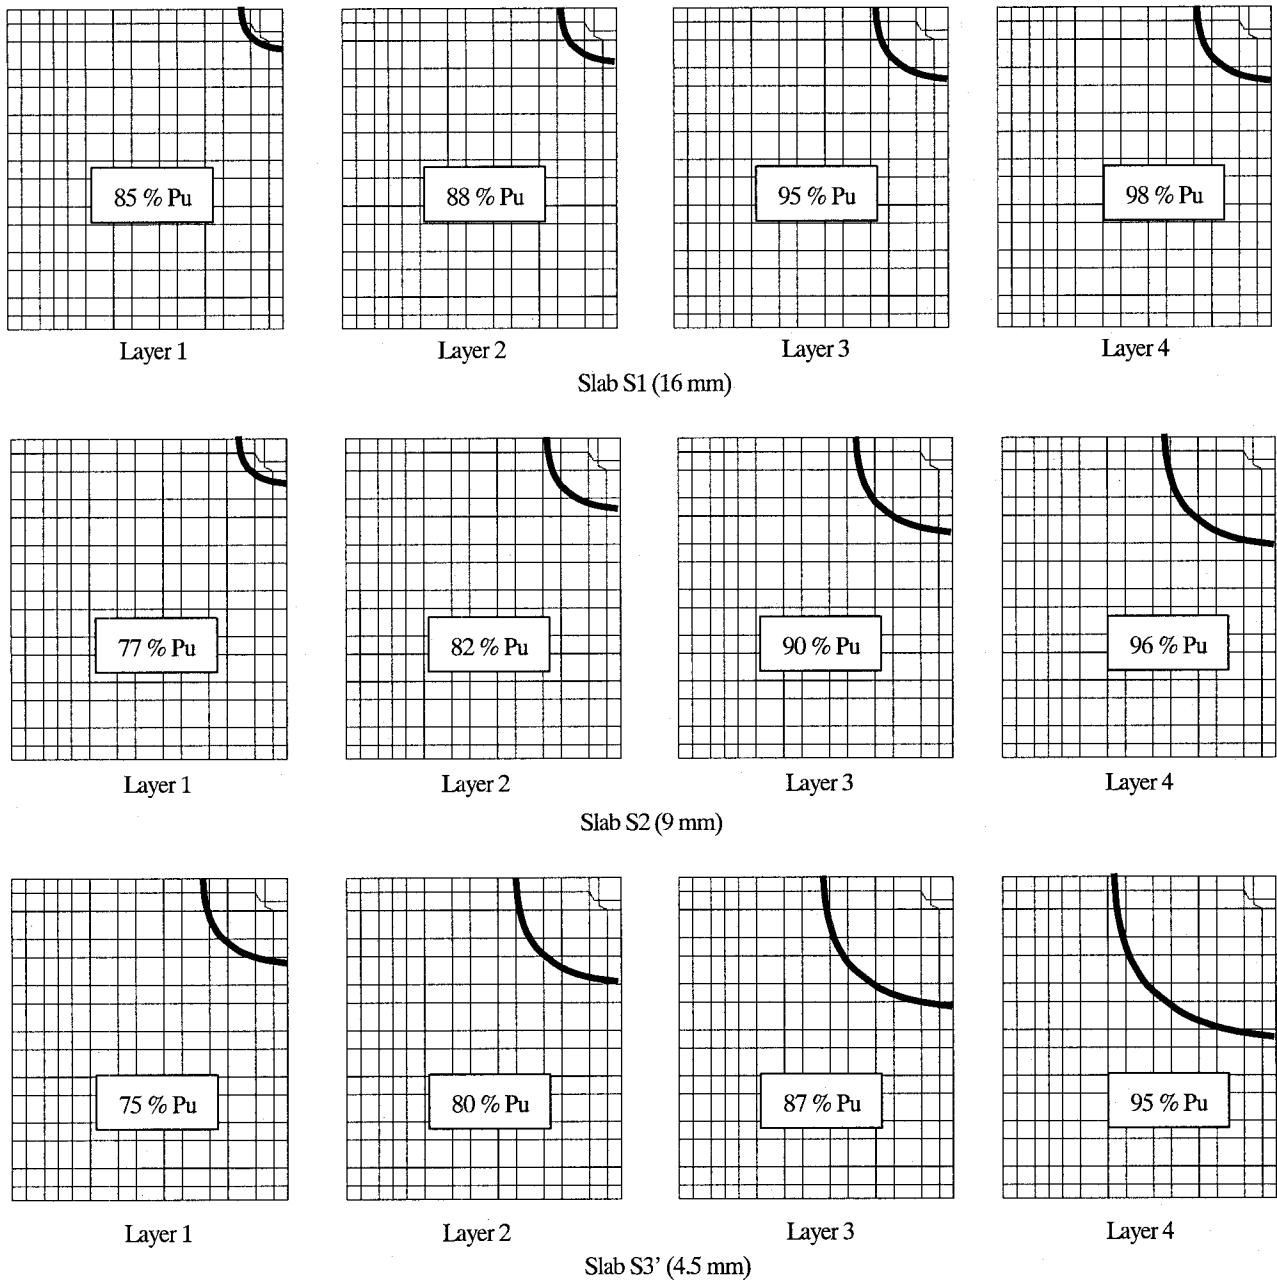 85 % Pu
88 % Pu
95 % Pu
98 % Pu
Layer 1
Layer 2
Layer 3
Layer 4
Slab S1 (16 mm)
77 % Pu
82 % Pu
90 % Pu
96 % Pu
Layer 1
Layer 2
Layer 3
Layer 4
Slab S2 (9 mm)
75 % Pu
80 % Pu
87 % Pu
95 % Pu
Layer 1
Layer 2
Layer 3
Layer 4
Slab S3’ (4.5 mm)